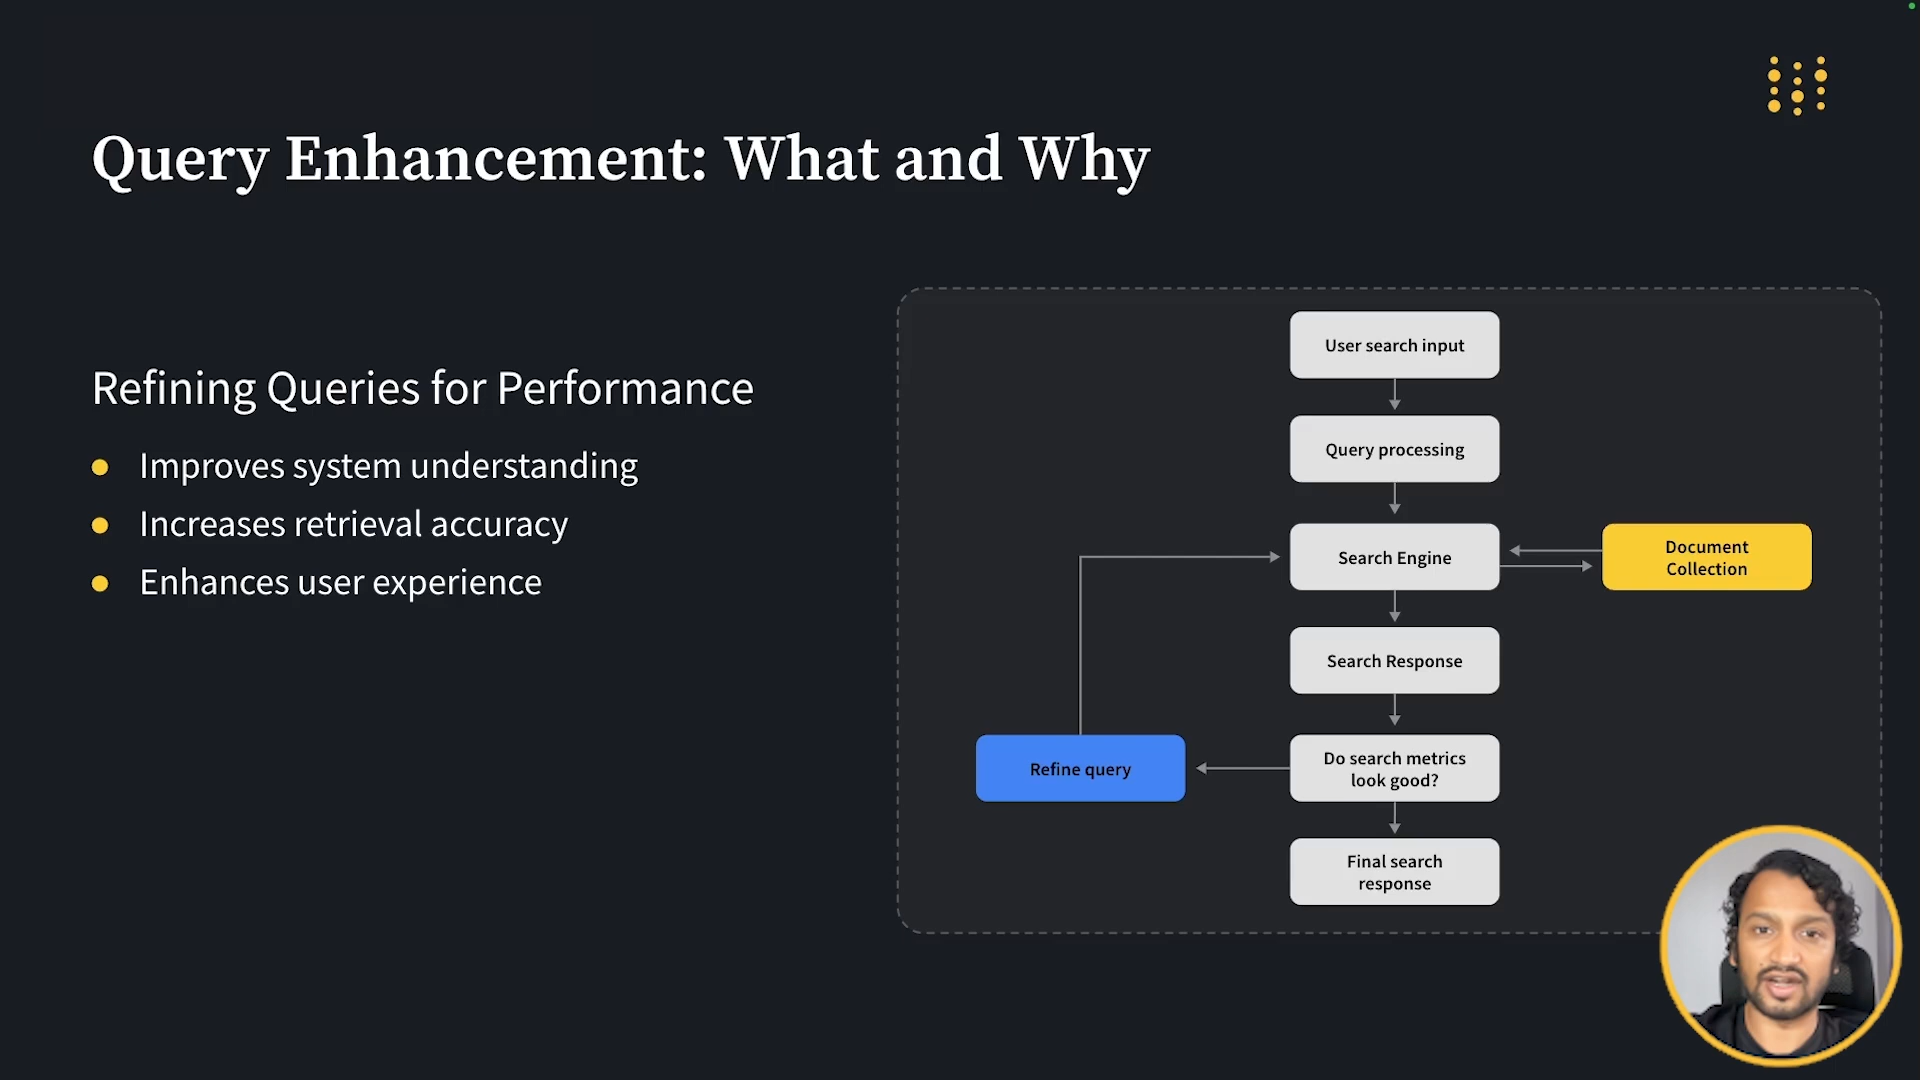 Query Enhancement: What and Why
Refining Queries for Performance
Improves system understanding
Increases retrieval accuracy
Enhances user experience
User search input
Query processing
Search Engine
Document
Collection
Search Response
Do search metrics
look good?
Refine query
Final search
response